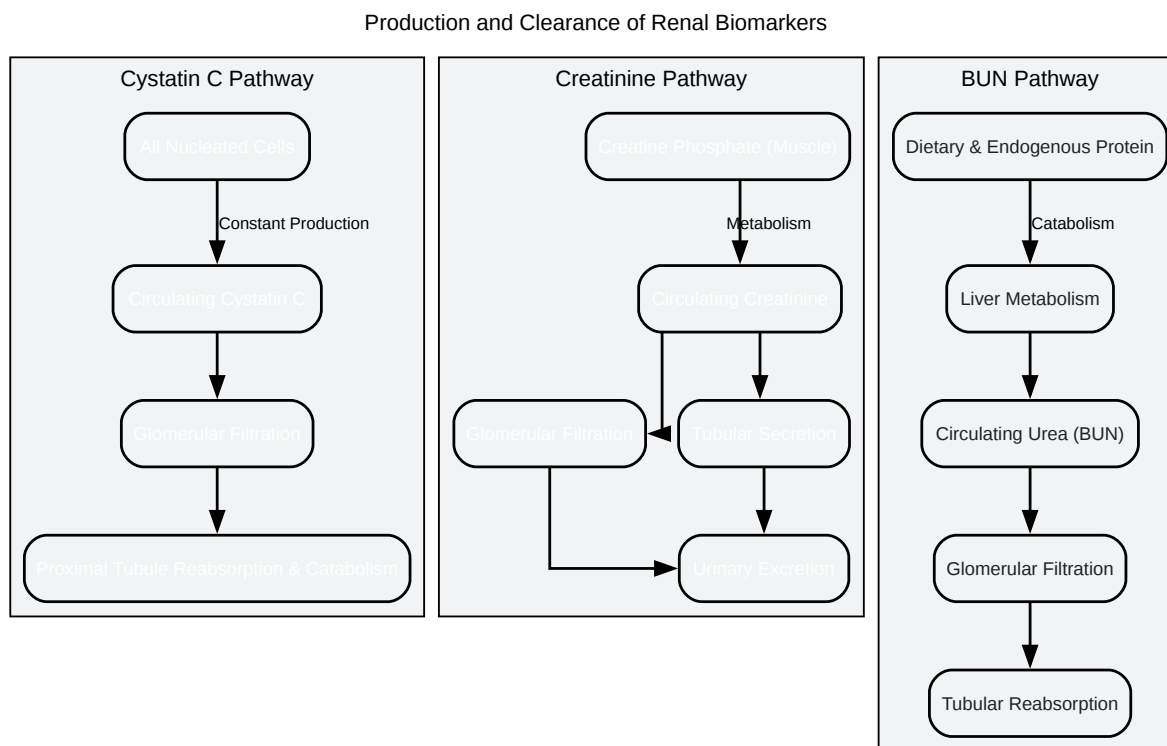 Production and Clearance of Renal Biomarkers
Cystatin C Pathway
All Nucleated Cells
Constant Production
Circulating Cystatin C
Glomerular Filtration
Proximal Tubule Reabsorption & Catabolism
Creatinine Pathway
Creatine Phosphate (Muscle)
Metabolism
Circulating Creatinine
Glomerular Filtration
Tubular Secretion
Urinary Excretion
BUN Pathway
Dietary & Endogenous Protein
Catabolism
Liver Metabolism
Circulating Urea (BUN)
Glomerular Filtration
Tubular Reabsorption